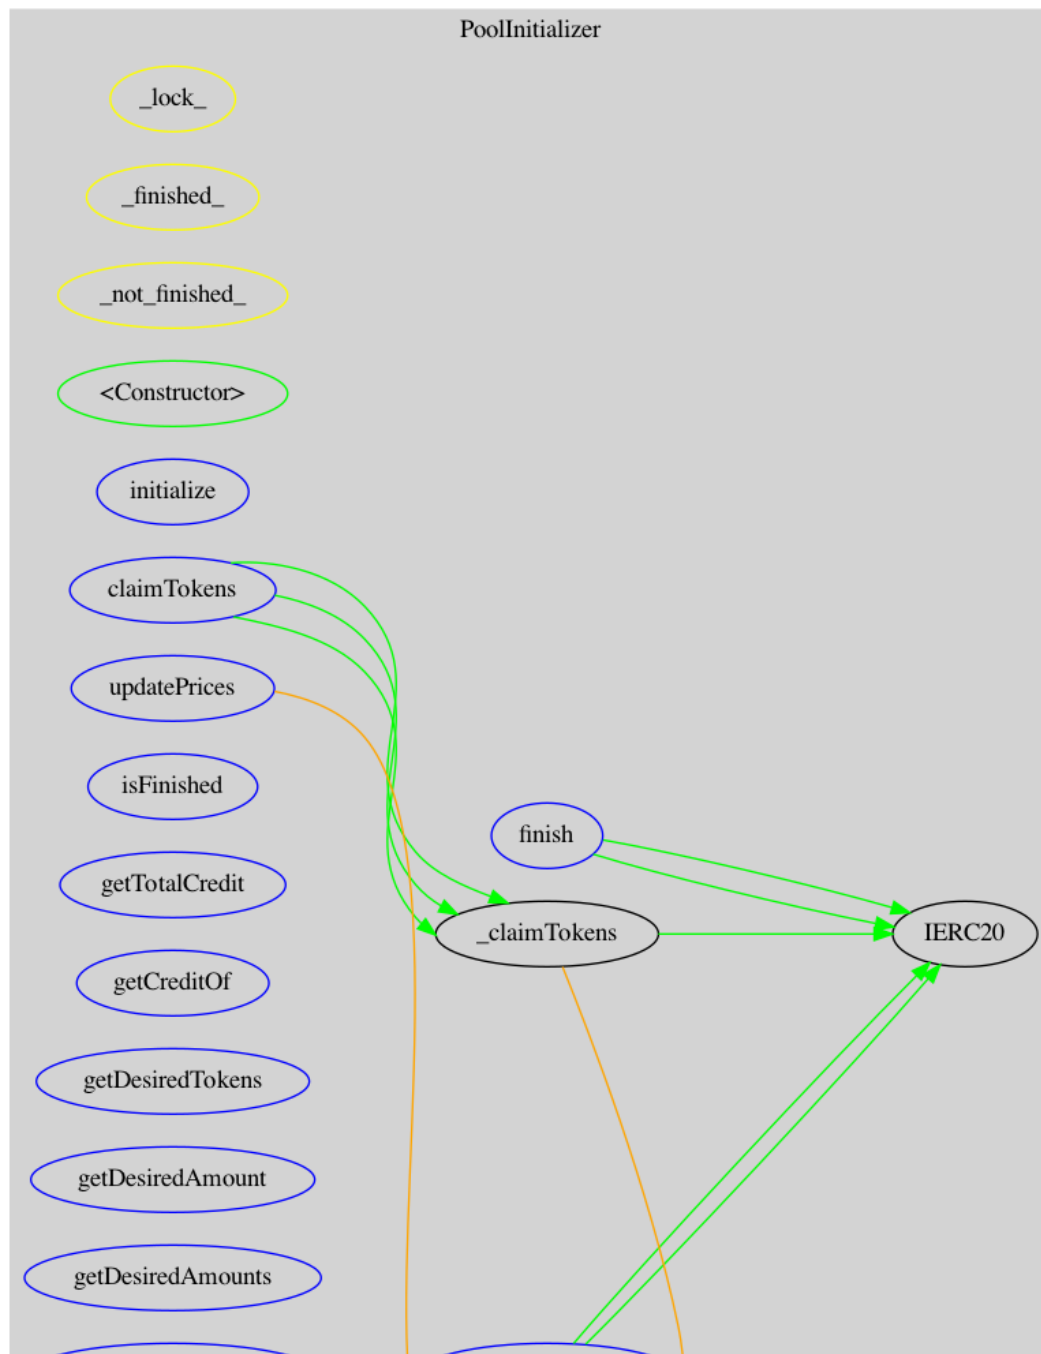 PoolInitializer
_lock_
_finished_
_not_finished_
<Constructor>
initialize
claimTokens
updatePrices
isFinished
finish
getTotalCredit
_claimTokens
IERC20
getCreditOf
getDesiredTokens
getDesiredAmount
getDesiredAmounts